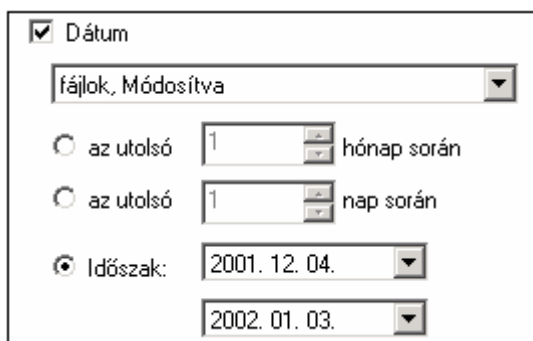 Dátum
fájlok, Módosítva
az utolsó 1 hónap során
az utolsó 1 nap során
Időszak: 2001. 12. 04.
2002. 01. 03.